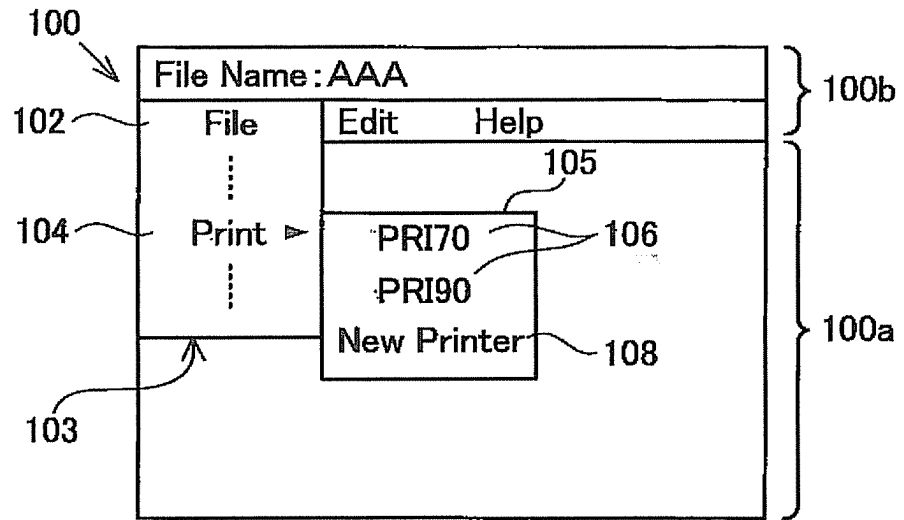 100
File Name:AAA
100b
102
File
Edit
Help
105
104
Print
PRI70
106
PRI90
New Printer
108
100a
103